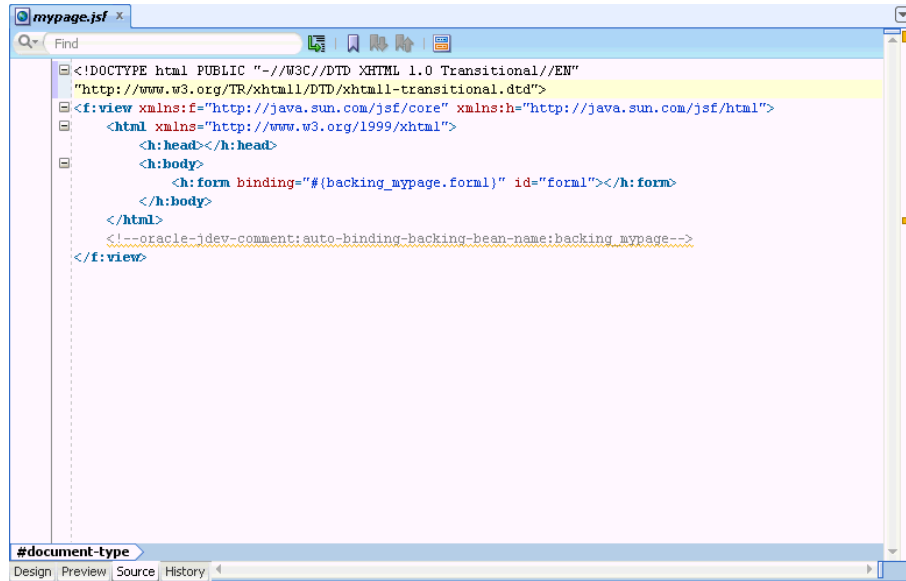 mypage.jsf
Find
<!DOCTYPE html PUBLIC "-//W3C//DTD XHTML 1.0 Transitional//EN"
"http://www.w3.org/TR/xhtml1/DTD/xhtml1-transitional.dtd">
<f:view xmlns:f="http://java.sun.com/jsf/core" xmlns:h="http://java.sun.com/jsf/html">
<html xmlns="http://www.w3.org/1999/xhtml">
<h:head></h:head>
<h:body>
<h:form binding="#{backing_mypage.form1}" id="form1"></h:form>
</h:body>
</html>
<!--oracle-jdev-comment:auto-binding-backing-bean-name:backing_mypage-->
</f:view>
#document-type
Design Preview Source History